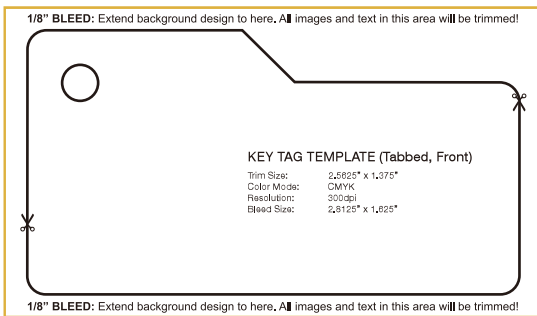 1/8” BLEED: Extend background design to here. All images and text in this area will be trimmed!
KEY TAG TEMPLATE (Tabbed, Front)
Trim Size: 2.5625" x 1.375"
Color Mode: CMYK
Resolution: 300dpi
Bleed Size: 2.8125" x 1.625"
1/8” BLEED: Extend background design to here. All images and text in this area will be trimmed!